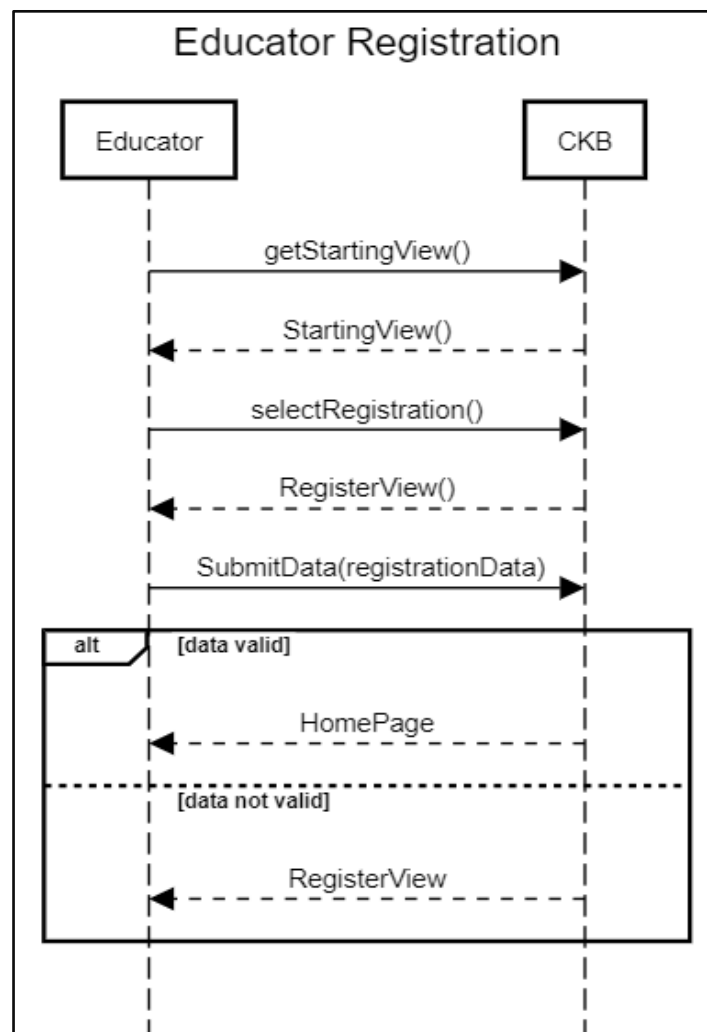 Educator Registration
Educator
CKB
getStartingView()
StartingView()
selectRegistration()
RegisterView()
SubmitData(registrationData)
alt
[data valid]
HomePage
[data not valid]
RegisterView